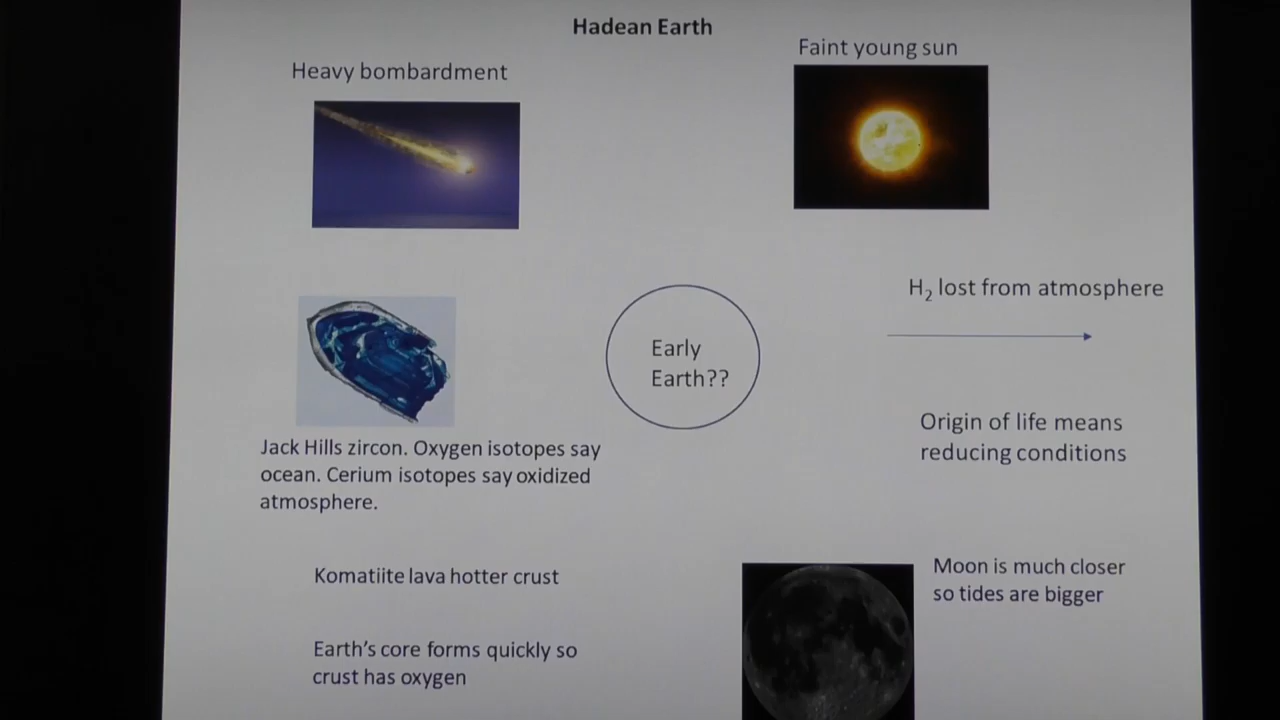 Hadean Earth
Heavy bombardment
Faint young sun
H₂ lost from atmosphere
Early
Earth??
Origin of life means
reducing conditions
Jack Hills zircon. Oxygen isotopes say
ocean. Cerium isotopes say oxidized
atmosphere.
Komatiite lava hotter crust
Moon is much closer
so tides are bigger
Earth’s core forms quickly so
crust has oxygen